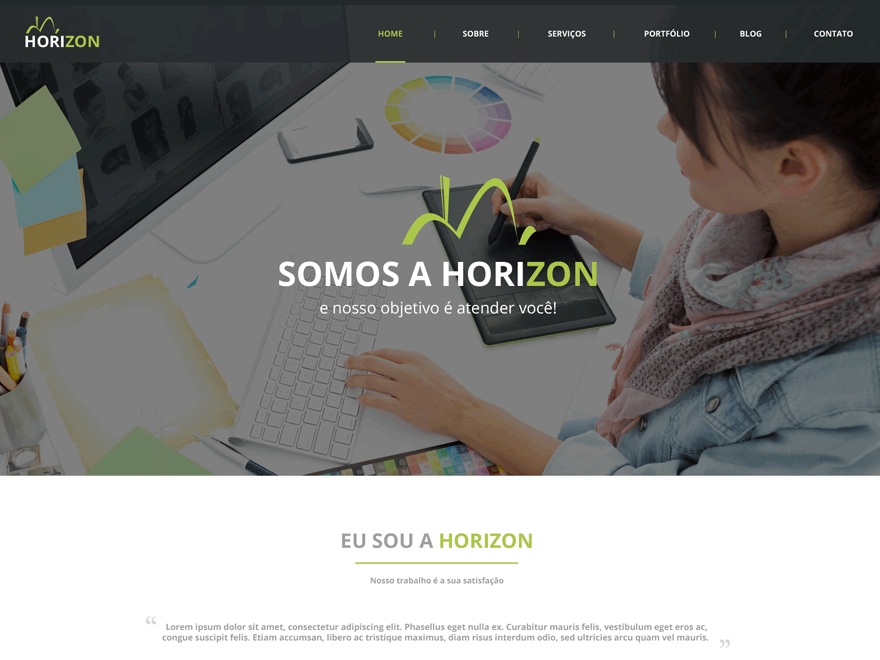 HORIZON
HOME | SOBRE | SERVIÇOS | PORTFÓLIO | BLOG | CONTATO
SOMOS A HORIZON
e nosso objetivo é atender você!
EU SOU A HORIZON
Nosso trabalho é a sua satisfação
“ Lorem ipsum dolor sit amet, consectetur adipiscing elit. Phasellus eget nulla ex. Curabitur mauris felis, vestibulum eget eros ac,
congue suscipit felis. Etiam accumsan, libero ac tristique maximus, diam risus interdum odio, sed ultricies arcu quam vel mauris. ”